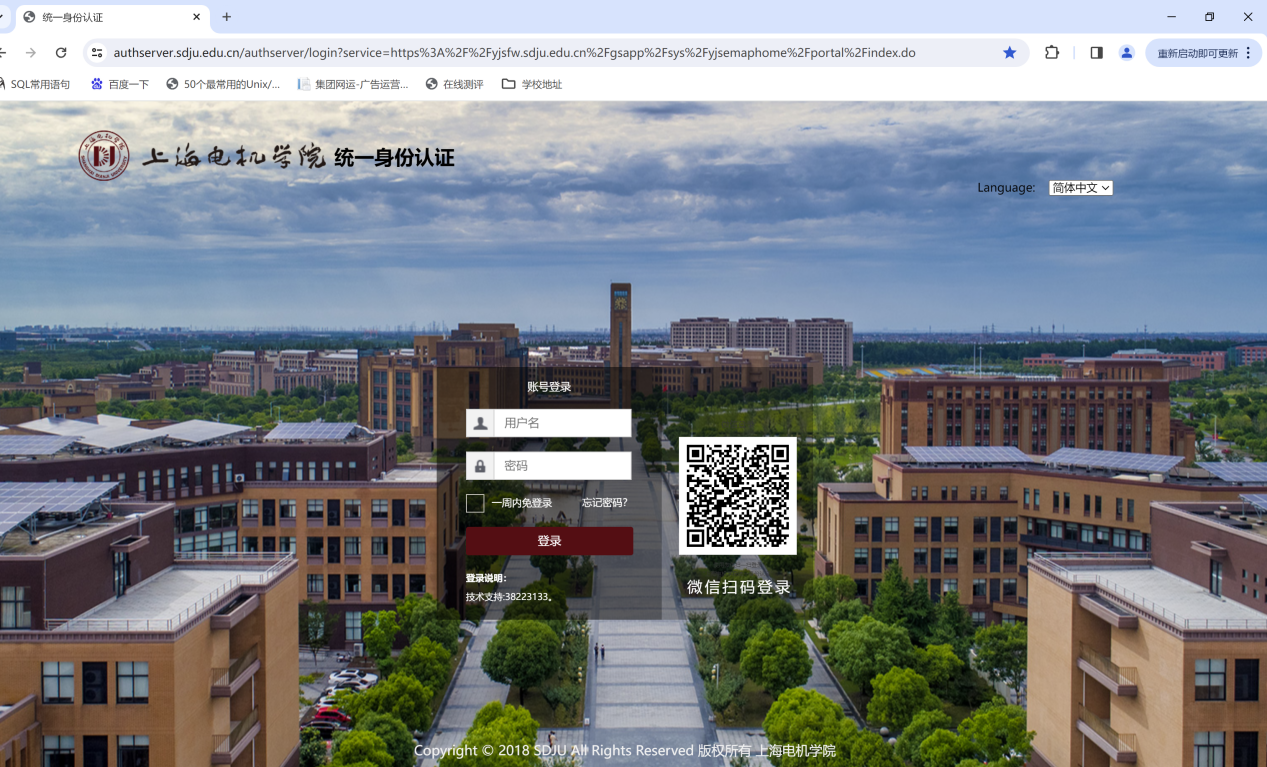 统一身份认证
authserver.sdju.edu.cn/authserver/login?service=https%3A%2F%2Fyjsfw.sdju.edu.cn%2Fgsapp%2Fsys%2Fyjsemaphome%2Fportal%2Findex.do
重新启动即可更新
SQL常用语句 百度一下 50个最常用的Unix/... 集团网运-广告运营... 在线测评 学校地址
上海电机学院 统一身份认证
Language: 简体中文
账号登录
用户名
密码
一周内免登录 忘记密码?
登录
登录说明:
技术支持:38223133。
微信扫码登录
Copyright © 2018 SDJU All Rights Reserved 版权所有 上海电机学院